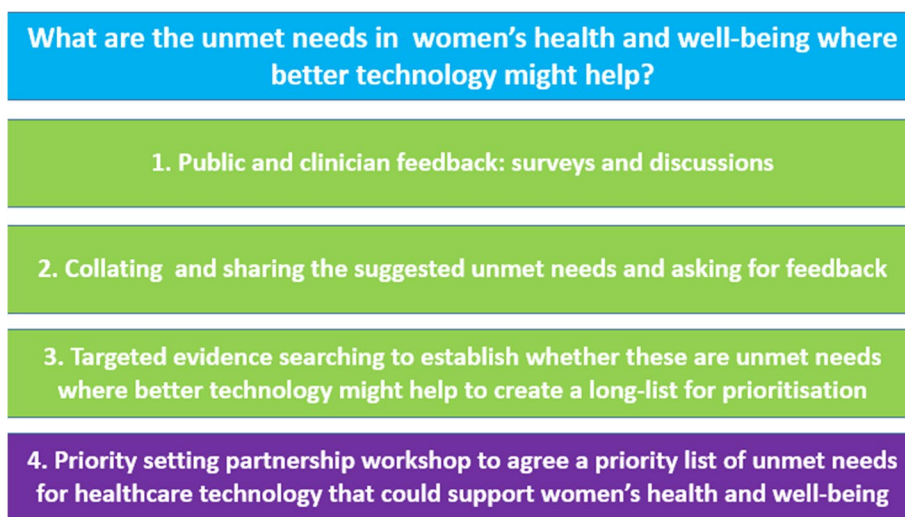 What are the unmet needs in women's health and well-being where
better technology might help?
1. Public and clinician feedback: surveys and discussions
2. Collating and sharing the suggested unmet needs and asking for feedback
3. Targeted evidence searching to establish whether these are unmet needs
where better technology might help to create a long-list for prioritisation
4. Priority setting partnership workshop to agree a priority list of unmet needs
for healthcare technology that could support women's health and well-being